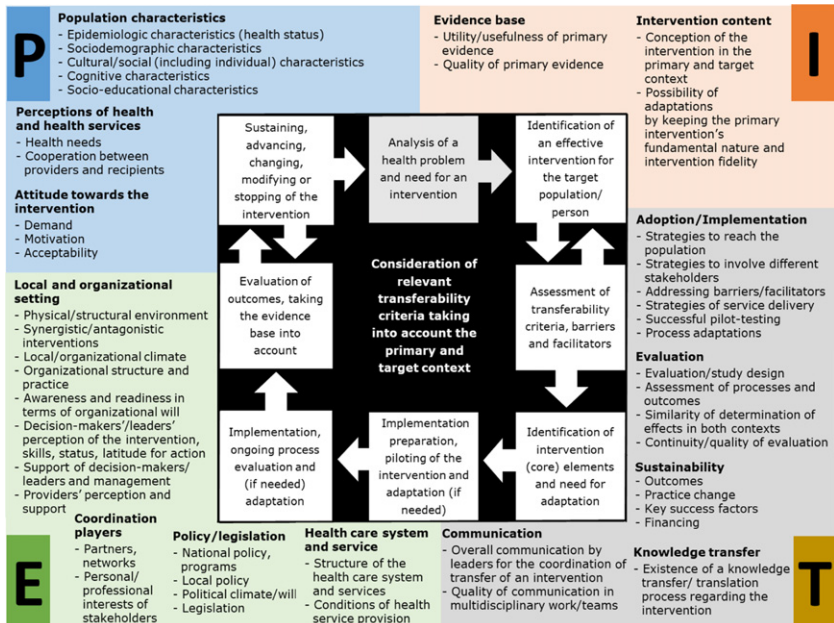 P
Population characteristics
- Epidemiologic characteristics (health status)
- Sociodemographic characteristics
- Cultural/social (including individual) characteristics
- Cognitive characteristics
- Socio-educational characteristics
Perceptions of health
and health services
- Health needs
- Cooperation between
providers and recipients
Attitude towards the
intervention
- Demand
- Motivation
- Acceptability
Evidence base
- Utility/usefulness of primary
evidence
- Quality of primary evidence
Intervention content
- Conception of the
intervention in the
primary and target
context
- Possibility of
adaptations
by keeping the primary
intervention's
fundamental nature and
intervention fidelity
I
Sustaining,
advancing,
changing,
modifying or
stopping of the
intervention
Analysis of a
health problem
and need for an
intervention
Identification of
an effective
intervention for
the target
population/
person
Evaluation of
outcomes, taking
the evidence
base into
account
Consideration of
relevant
transferability
criteria taking
into account the
primary and
target context
Assessment of
transferability
criteria, barriers
and facilitators
Implementation,
ongoing process
evaluation and
(if needed)
adaptation
Implementation
preparation,
piloting of the
intervention and
adaptation (if
needed)
Identification of
intervention
(core) elements
and need for
adaptation
Local and organizational
setting
- Physical/structural environment
- Synergistic/antagonistic
interventions
- Local/organizational climate
- Organizational structure and
practice
- Awareness and readiness in
terms of organizational will
- Decision-makers'/leaders'
perception of the intervention,
skills, status, latitude for action
- Support of decision-makers/
leaders and management
- Providers' perception and
support
E
Coordination
players
- Partners,
networks
- Personal/
professional
interests of
stakeholders
Policy/legislation
- National policy,
programs
- Local policy
- Political climate/will
- Legislation
Health care system
and service
- Structure of the
health care system
and services
- Conditions of health
service provision
Adoption/Implementation
- Strategies to reach the
population
- Strategies to involve different
stakeholders
- Addressing barriers/facilitators
- Strategies of service delivery
- Successful pilot-testing
- Process adaptations
Evaluation
- Evaluation/study design
- Assessment of processes and
outcomes
- Similarity of determination of
effects in both contexts
- Continuity/quality of evaluation
Sustainability
- Outcomes
- Practice change
- Key success factors
- Financing
Communication
- Overall communication by
leaders for the coordination of
transfer of an intervention
- Quality of communication in
multidisciplinary work/teams
Knowledge transfer
- Existence of a knowledge
transfer/ translation
process regarding the
intervention
T